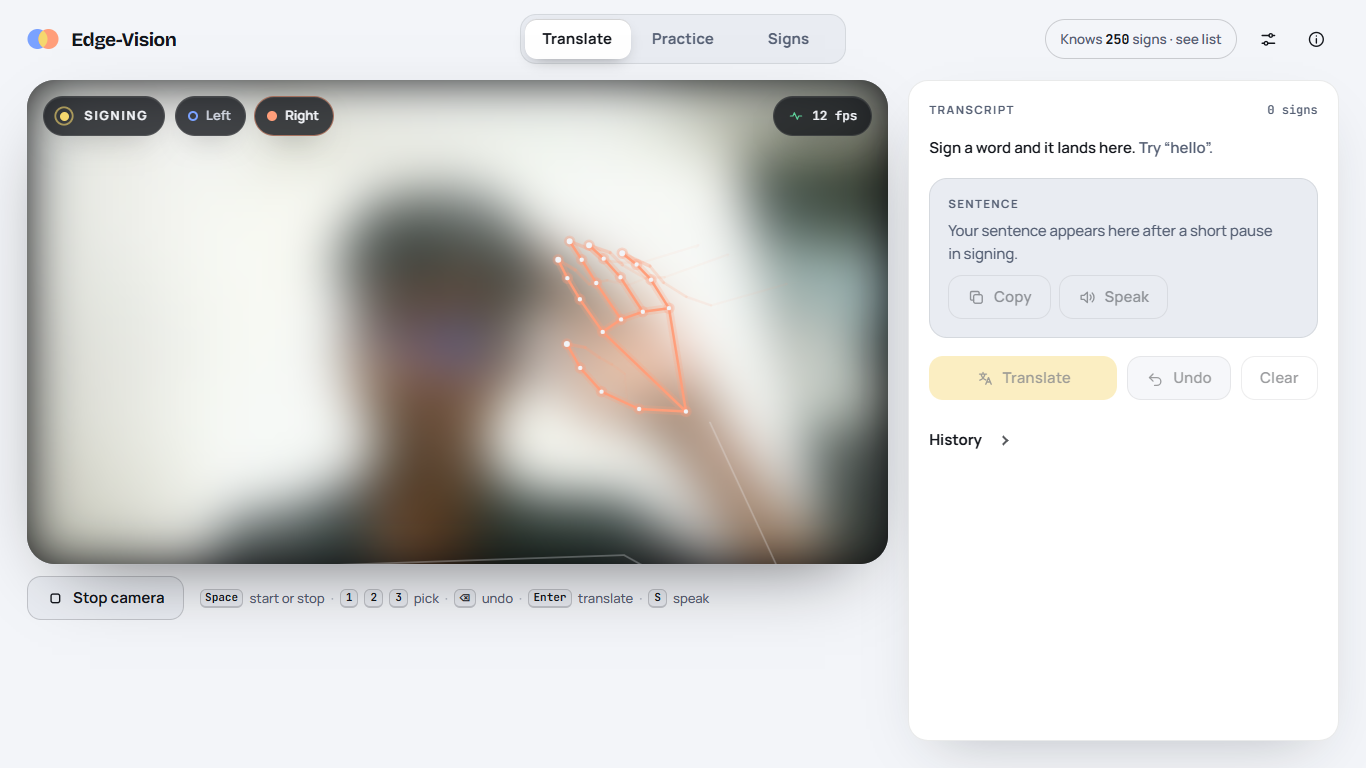 Edge-Vision
Translate
Practice
Signs
Knows 250 signs · see list
SIGNING
Left
Right
12 fps
TRANSCRIPT
0 signs
Sign a word and it lands here. Try “hello”.
SENTENCE
Your sentence appears here after a short pause
in signing.
Copy
Speak
Translate
Undo
Clear
History
Stop camera
Space start or stop · 1 2 3 pick · ⌫ undo · Enter translate · S speak